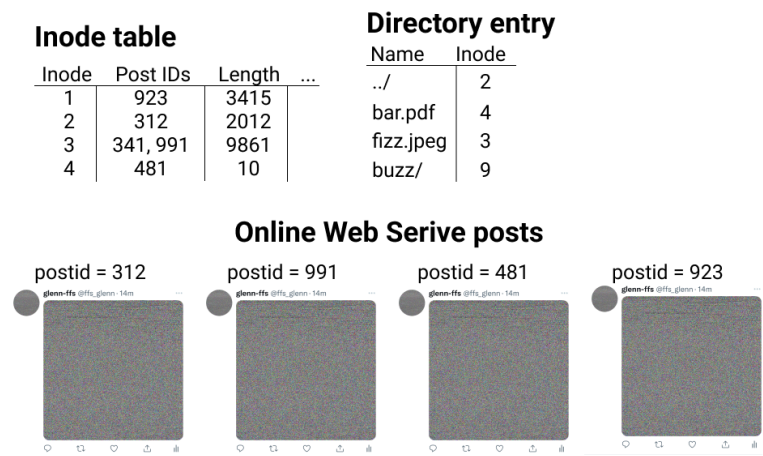 Inode table
Inode Post IDs Length ...
1 923 3415
2 312 2012
3 341, 991 9861
4 481 10
Directory entry
Name Inode
../ 2
bar.pdf 4
fizz.jpeg 3
buzz/ 9
Online Web Serive posts
postid = 312
glenn-ffs @ffs_glenn · 14m
postid = 991
glenn-ffs @ffs_glenn · 14m
postid = 481
glenn-ffs @ffs_glenn · 14m
postid = 923
glenn-ffs @ffs_glenn · 14m